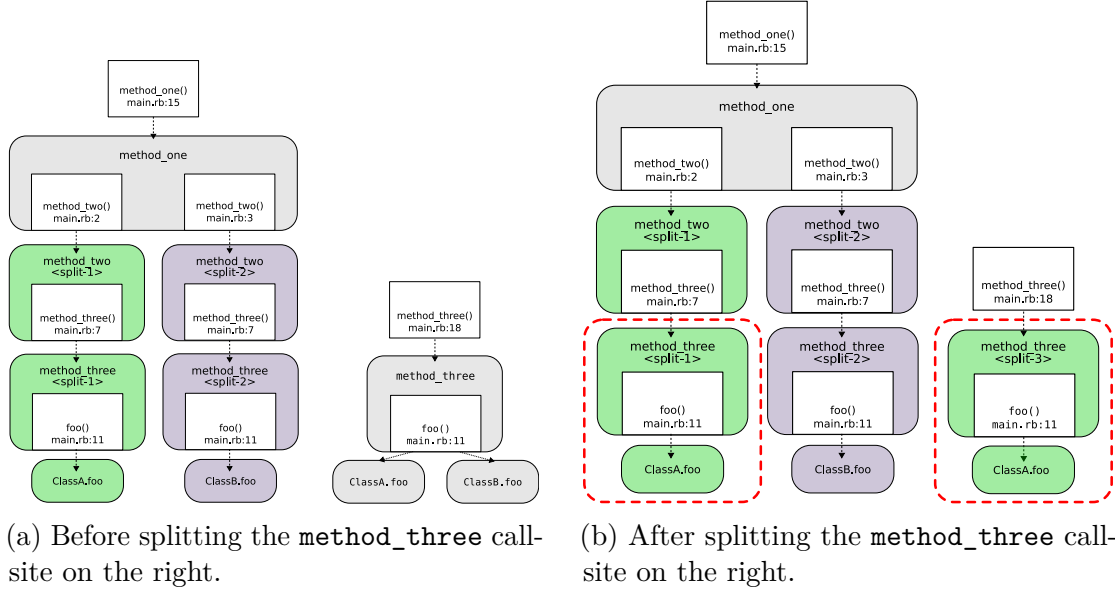 method_one()
main.rb:15
method_one
method_two()
main.rb:2
method_two()
main.rb:3
method_two
<split-1>
method_two
<split-2>
method_three()
main.rb:7
method_three()
main.rb:7
method_three()
main.rb:18
method_three
<split-1>
method_three
<split-2>
method_three
foo()
main.rb:11
foo()
main.rb:11
foo()
main.rb:11
ClassA.foo
ClassB.foo
ClassA.foo
ClassB.foo
(a) Before splitting the method_three call-
site on the right.
method_one()
main.rb:15
method_one
method_two()
main.rb:2
method_two()
main.rb:3
method_two
<split-1>
method_two
<split-2>
method_three()
main.rb:7
method_three()
main.rb:7
method_three()
main.rb:18
method_three
<split-1>
method_three
<split-2>
method_three
<split-3>
foo()
main.rb:11
foo()
main.rb:11
foo()
main.rb:11
ClassA.foo
ClassB.foo
ClassA.foo
(b) After splitting the method_three call-
site on the right.